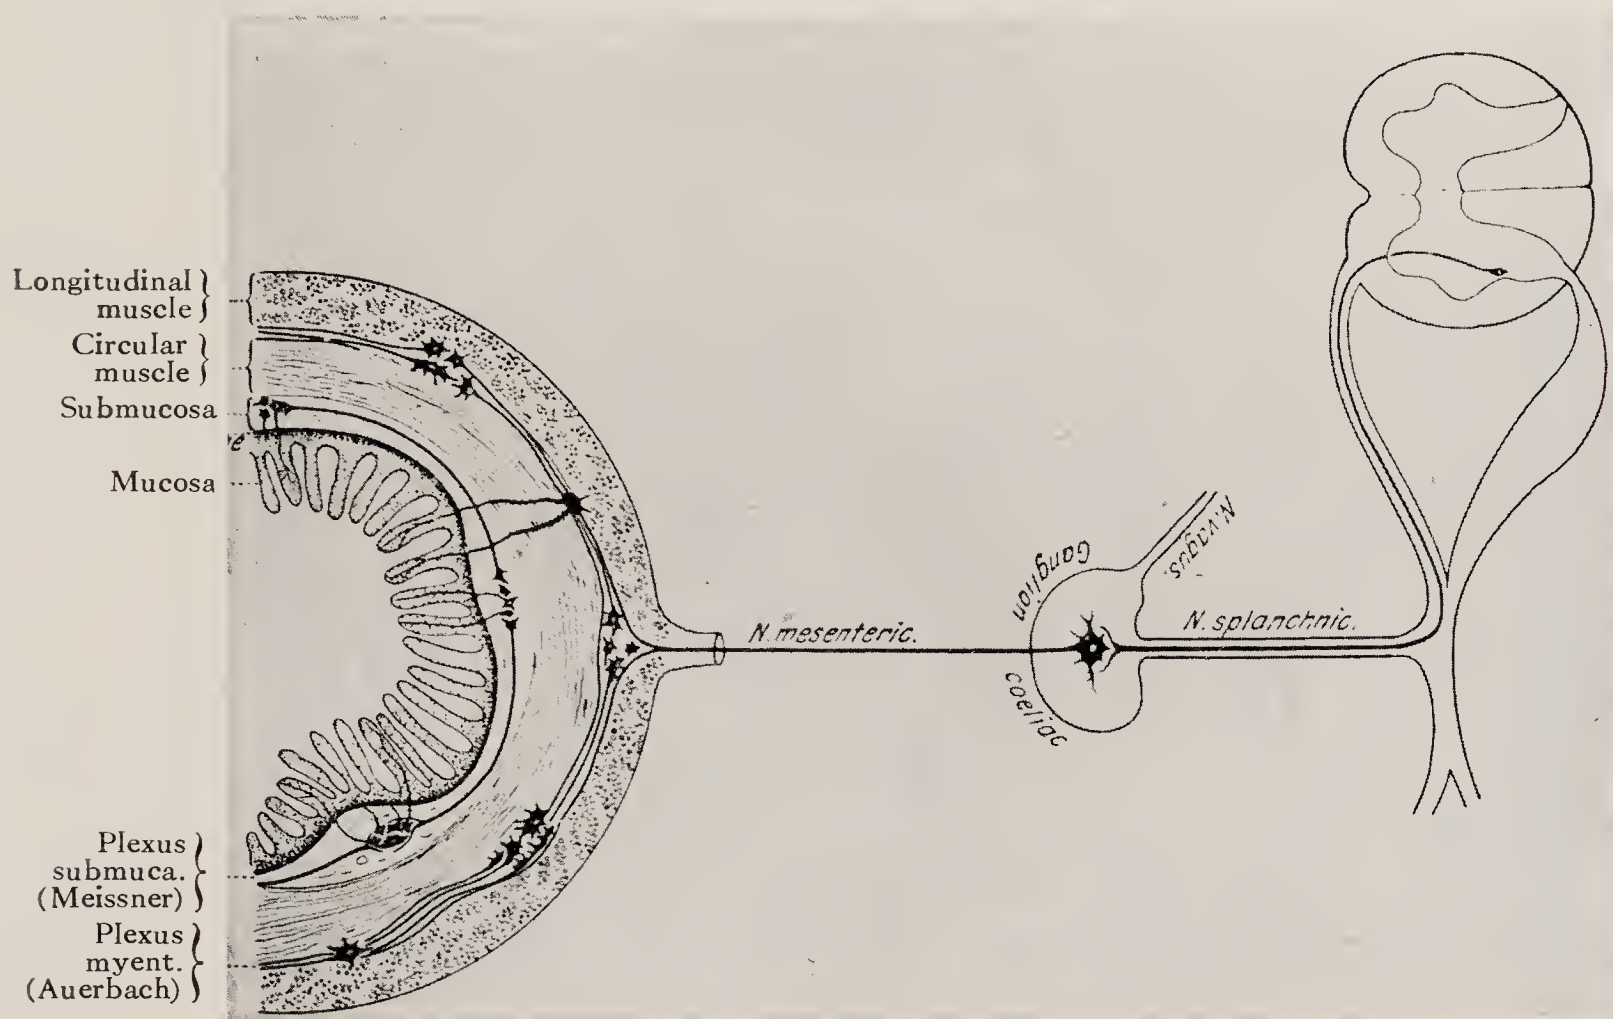 Longitudinal
muscle
Circular
muscle
Submucosa
e
Mucosa
Plexus
submuca.
(Meissner)
Plexus
myent.
(Auerbach)
N. mesenteric.
Ganglion
coeliac
N. vagus.
N. splanchnic.